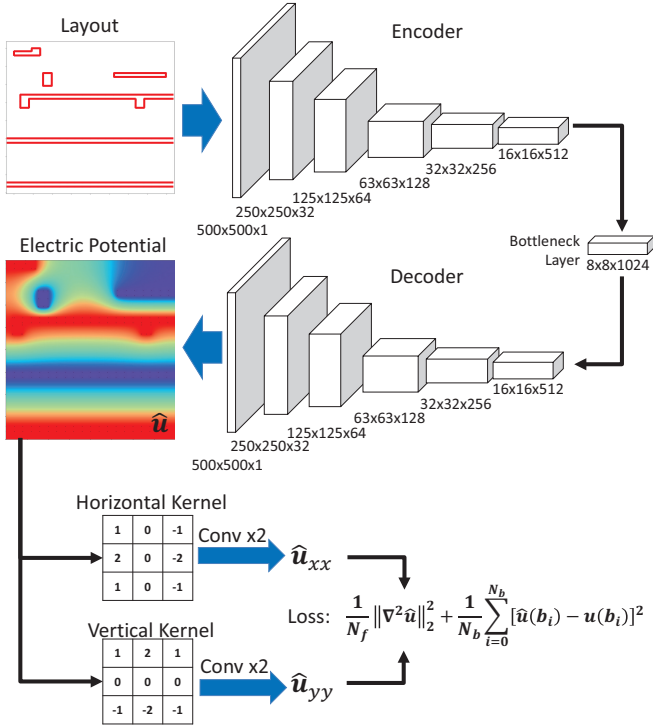 Layout
Encoder
500x500x1
250x250x32
125x125x64
63x63x128
32x32x256
16x16x512
Bottleneck
Layer
8x8x1024
Electric Potential
Decoder
û
500x500x1
250x250x32
125x125x64
63x63x128
32x32x256
16x16x512
Horizontal Kernel
1 0 -1
2 0 -2
1 0 -1
Conv x2
û_xx
Loss: 1/N_f ‖∇²û‖₂² + 1/N_b ∑_{i=0}^{N_b} [û(b_i) − u(b_i)]²
Vertical Kernel
1 2 1
0 0 0
-1 -2 -1
Conv x2
û_yy